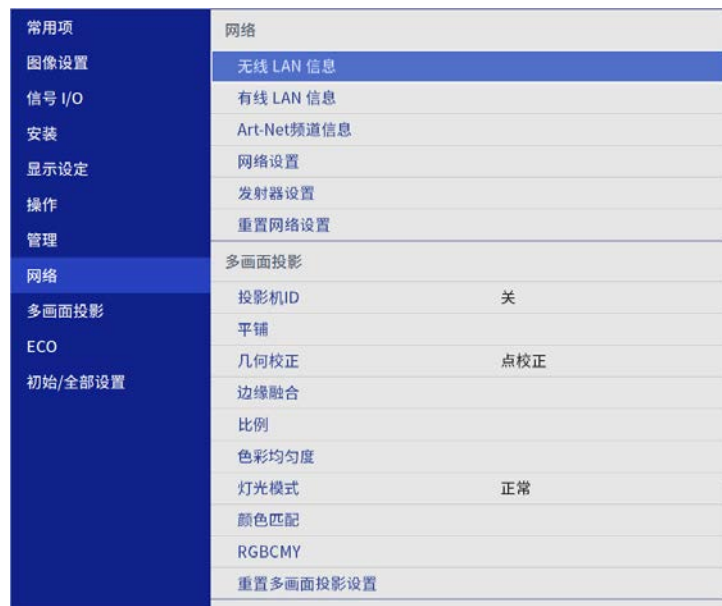 常用项
图像设置
信号 I/O
安装
显示设定
操作
管理
网络
多画面投影
ECO
初始/全部设置
网络
无线 LAN 信息
有线 LAN 信息
Art-Net频道信息
网络设置
发射器设置
重置网络设置
多画面投影
投影机ID 关
平铺
几何校正 点校正
边缘融合
比例
色彩均匀度
灯光模式 正常
颜色匹配
RGBCMY
重置多画面投影设置